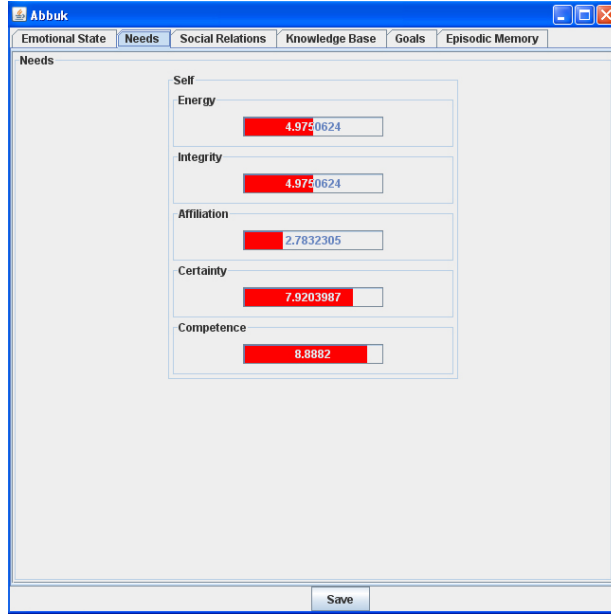 Abbuk
Emotional State Needs Social Relations Knowledge Base Goals Episodic Memory
Needs
Self
Energy
4.9750624
Integrity
4.9750624
Affiliation
2.7832305
Certainty
7.9203987
Competence
8.8882
Save